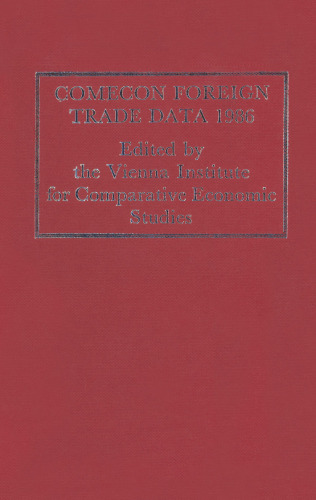 COMECON FOREIGN
TRADE DATA 1986
Edited by
the Vienna Institute
for Comparative Economic
Studies